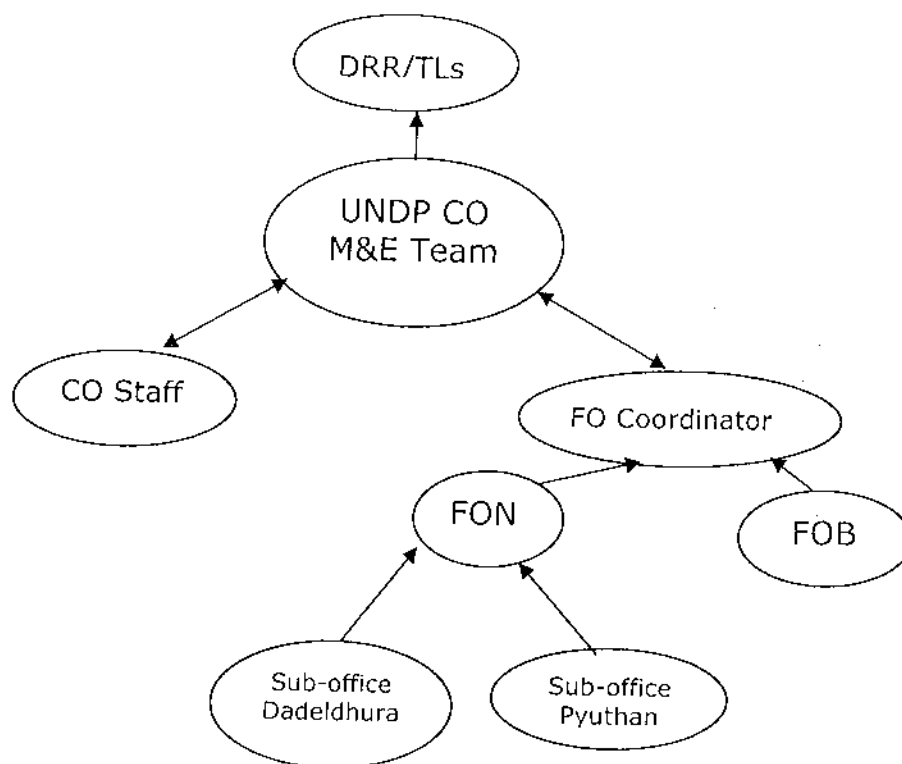 DRR/TLs
UNDP CO
M&E Team
CO Staff
FO Coordinator
FON
FOB
Sub-office
Dadeldhura
Sub-office
Pyuthan